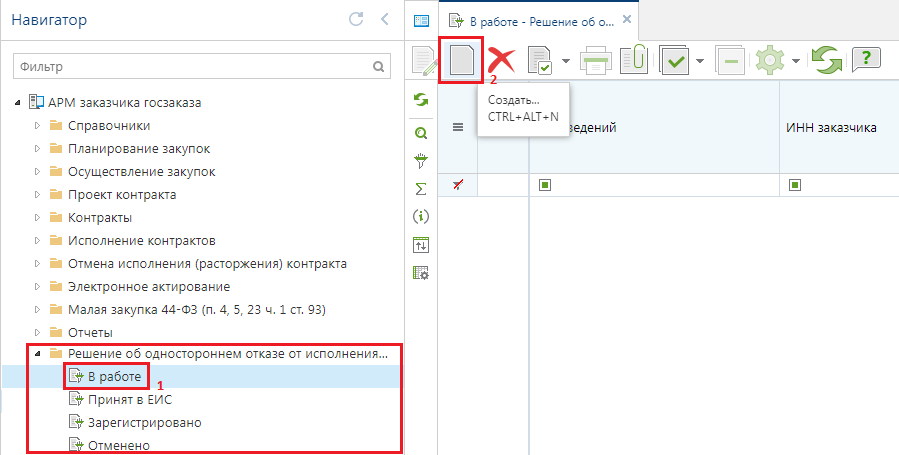 Навигатор
Фильтр
АРМ заказчика госзаказа
Справочники
Планирование закупок
Осуществление закупок
Проект контракта
Контракты
Исполнение контрактов
Отмена исполнения (расторжения) контракта
Электронное актирование
Малая закупка 44-ФЗ (п. 4, 5, 23 ч. 1 ст. 93)
Отчеты
Решение об одностороннем отказе от исполнения...
В работе
1
Принят в ЕИС
Зарегистрировано
Отменено
В работе - Решение об о...
2
Создать...
CTRL+ALT+N
ведений
ИНН заказчика